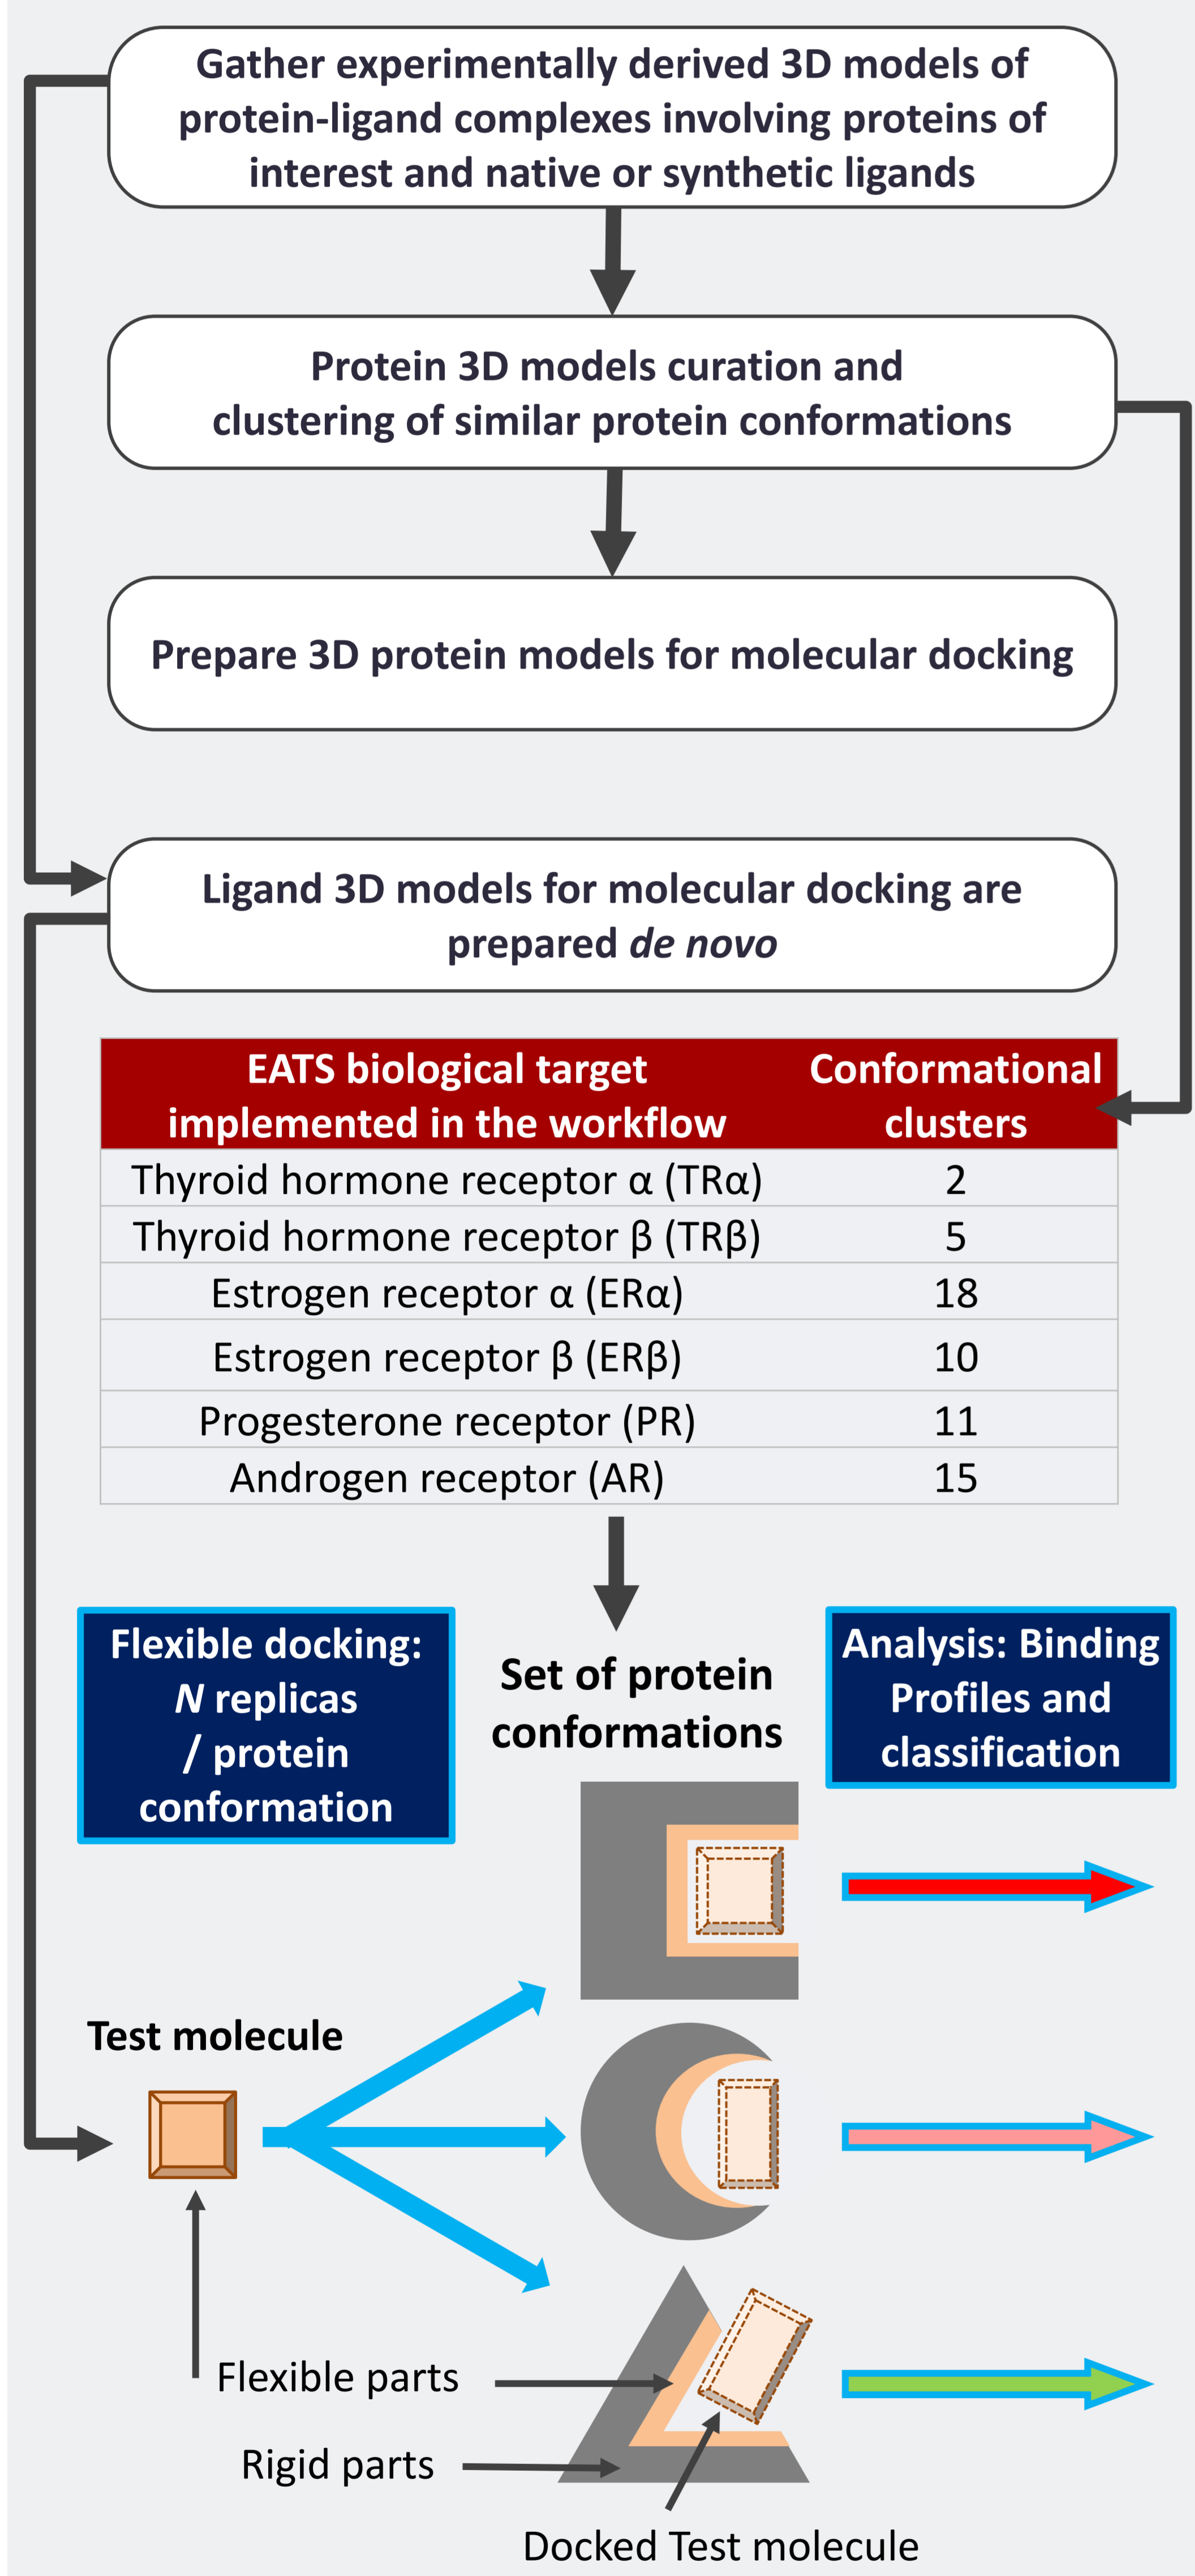 Gather experimentally derived 3D models of
protein-ligand complexes involving proteins of
interest and native or synthetic ligands
Protein 3D models curation and
clustering of similar protein conformations
Prepare 3D protein models for molecular docking
Ligand 3D models for molecular docking are
prepared de novo
EATS biological target
implemented in the workflow
Conformational
clusters
Thyroid hormone receptor α (TRα) 2
Thyroid hormone receptor β (TRβ) 5
Estrogen receptor α (ERα) 18
Estrogen receptor β (ERβ) 10
Progesterone receptor (PR) 11
Androgen receptor (AR) 15
Flexible docking:
N replicas
/ protein
conformation
Set of protein
conformations
Analysis: Binding
Profiles and
classification
Test molecule
Flexible parts
Rigid parts
Docked Test molecule